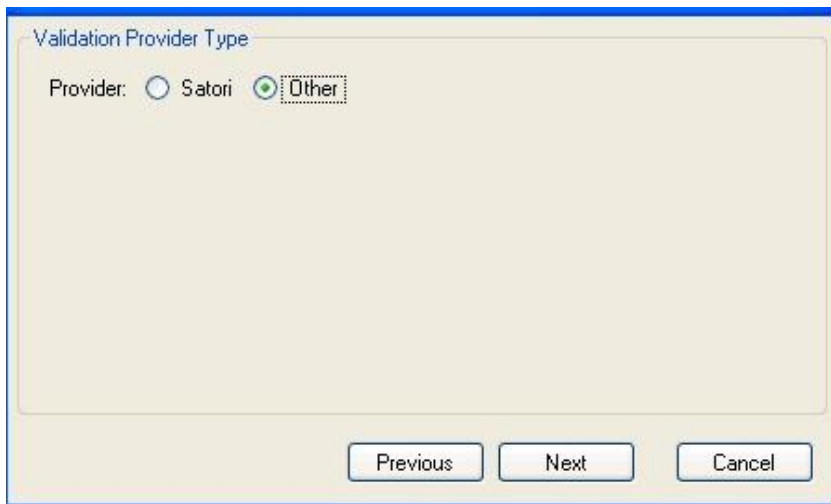 Validation Provider Type
Provider: Satori Other
Previous Next Cancel